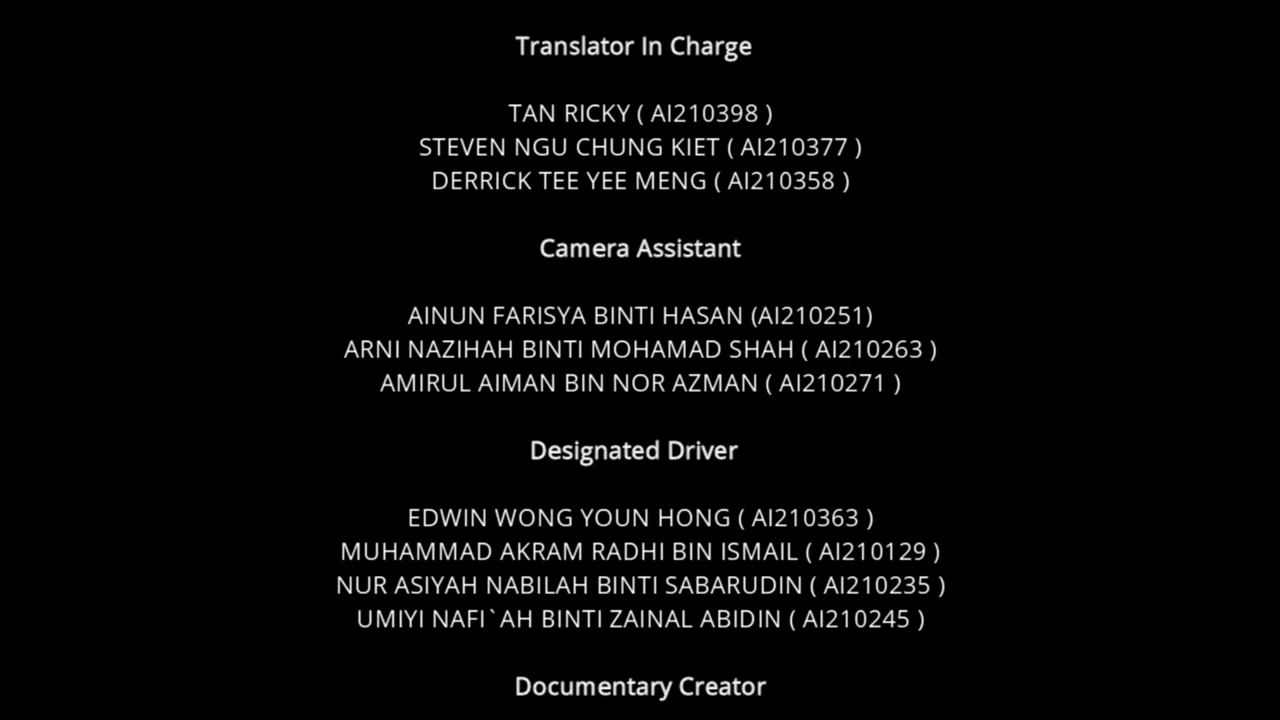 Translator In Charge
TAN RICKY ( AI210398 )
STEVEN NGU CHUNG KIET ( AI210377 )
DERRICK TEE YEE MENG ( AI210358 )
Camera Assistant
AINUN FARISYA BINTI HASAN (AI210251)
ARNI NAZIHAH BINTI MOHAMAD SHAH ( AI210263 )
AMIRUL AIMAN BIN NOR AZMAN ( AI210271 )
Designated Driver
EDWIN WONG YOUN HONG ( AI210363 )
MUHAMMAD AKRAM RADHI BIN ISMAIL ( AI210129 )
NUR ASIYAH NABILAH BINTI SABARUDIN ( AI210235 )
UMIYI NAFI`AH BINTI ZAINAL ABIDIN ( AI210245 )
Documentary Creator